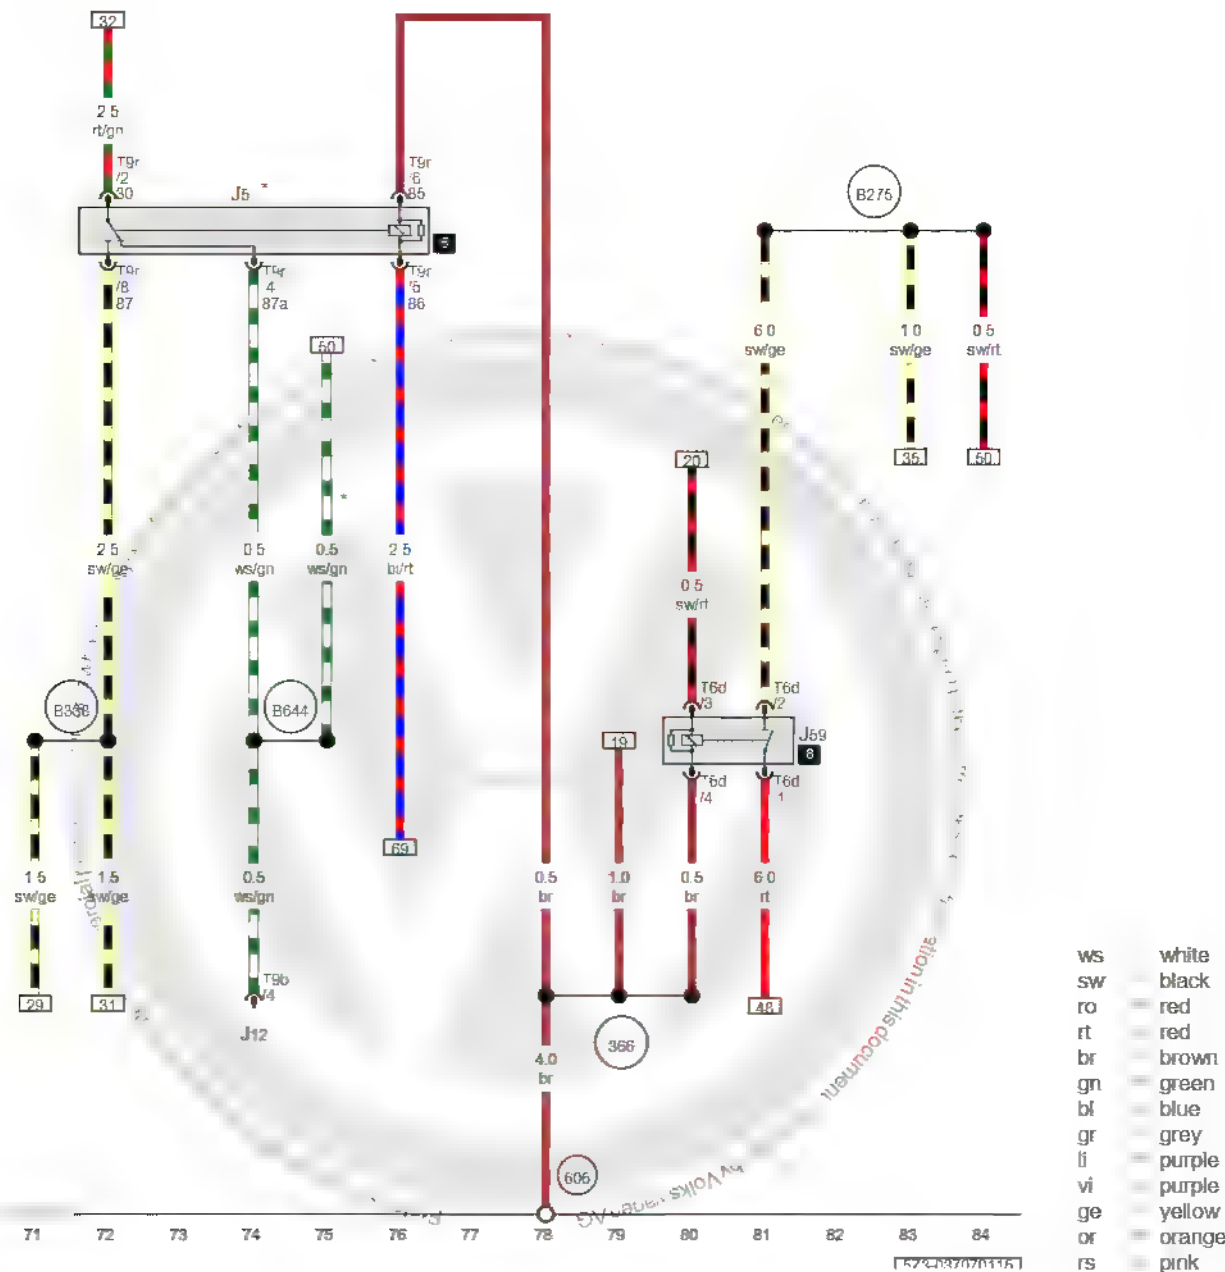 32
2.5
rt/gn
T9r
/2
30
J5 *
T9r
/6
85
B275
T9r
/8
87
T9r
4
87a
T9r
/5
86
50
6.0
sw/ge
1.0
sw/ge
0.5
sw/rt
35
50
20
*
2.5
sw/ge
0.5
ws/gn
0.5
ws/gn
2.5
bl/rt
0.5
sw/rt
B644
T6d
/3
T6d
/2
19
J59
8
T6d
/4
T6d
1
69
1.5
sw/ge
1.5
sw/ge
0.5
ws/gn
0.5
br
1.0
br
0.5
br
6.0
rt
29
31
T9b
/4
J12
48
366
4.0
br
606
ation in this document
by Volkswagen AG
71 72 73 74 75 76 77 78 79 80 81 82 83 84
ws = white
sw = black
ro = red
rt = red
br = brown
gn = green
bl = blue
gr = grey
li = purple
vi = purple
ge = yellow
or = orange
rs = pink